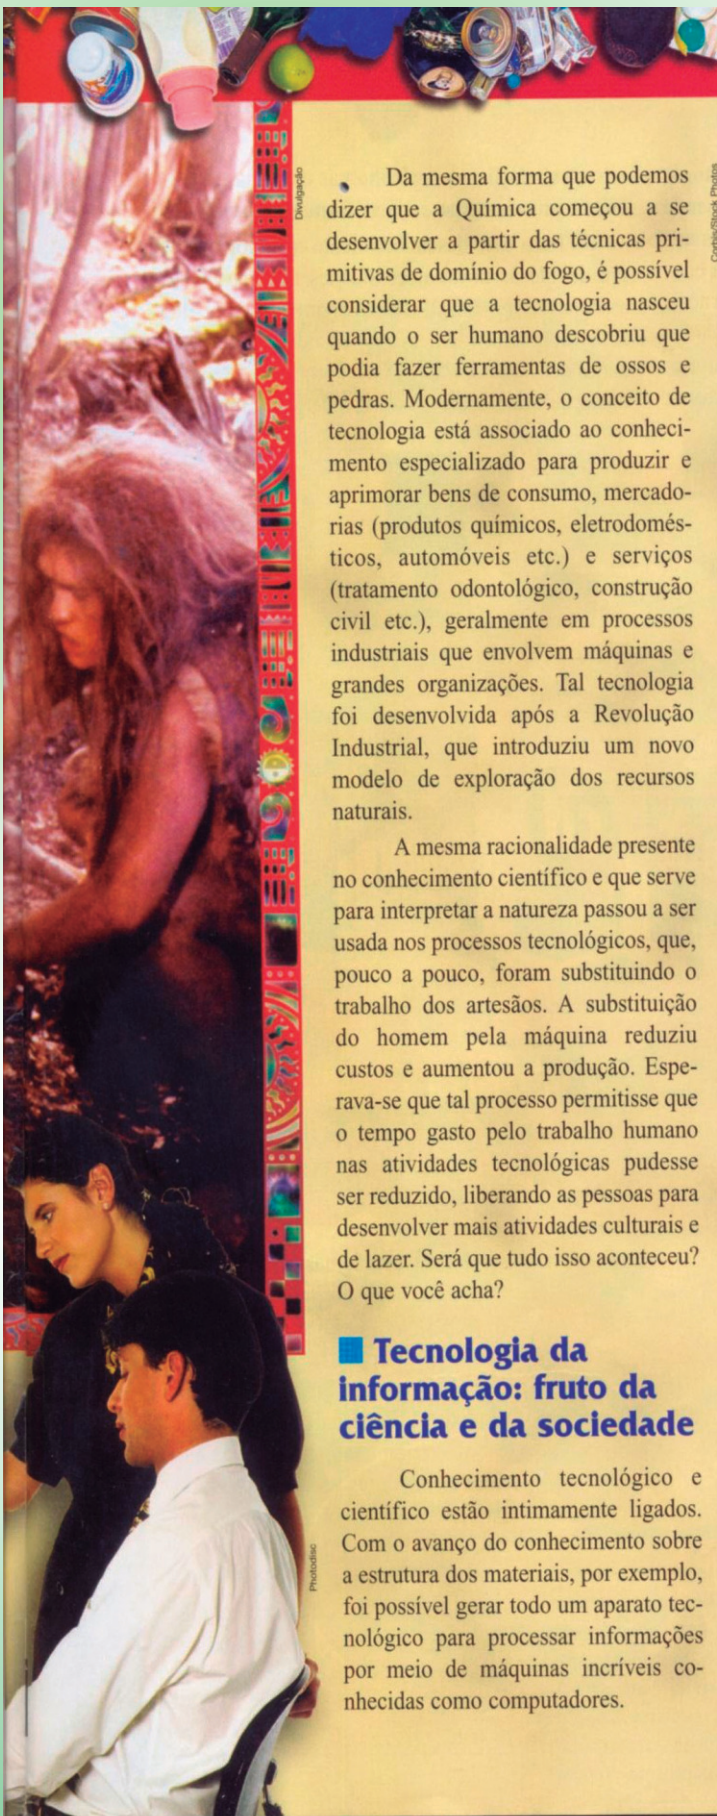 Divulgação
Corbis/Stock Photos
Da mesma forma que podemos
dizer que a Química começou a se
desenvolver a partir das técnicas pri-
mitivas de domínio do fogo, é possível
considerar que a tecnologia nasceu
quando o ser humano descobriu que
podia fazer ferramentas de ossos e
pedras. Modernamente, o conceito de
tecnologia está associado ao conheci-
mento especializado para produzir e
aprimorar bens de consumo, mercado-
rias (produtos químicos, eletrodomés-
ticos, automóveis etc.) e serviços
(tratamento odontológico, construção
civil etc.), geralmente em processos
industriais que envolvem máquinas e
grandes organizações. Tal tecnologia
foi desenvolvida após a Revolução
Industrial, que introduziu um novo
modelo de exploração dos recursos
naturais.
A mesma racionalidade presente
no conhecimento científico e que serve
para interpretar a natureza passou a ser
usada nos processos tecnológicos, que,
pouco a pouco, foram substituindo o
trabalho dos artesãos. A substituição
do homem pela máquina reduziu
custos e aumentou a produção. Espe-
rava-se que tal processo permitisse que
o tempo gasto pelo trabalho humano
nas atividades tecnológicas pudesse
ser reduzido, liberando as pessoas para
desenvolver mais atividades culturais e
de lazer. Será que tudo isso aconteceu?
O que você acha?
Tecnologia da
informação: fruto da
ciência e da sociedade
Conhecimento tecnológico e
científico estão intimamente ligados.
Com o avanço do conhecimento sobre
a estrutura dos materiais, por exemplo,
foi possível gerar todo um aparato tec-
nológico para processar informações
por meio de máquinas incríveis co-
nhecidas como computadores.
Photodisc